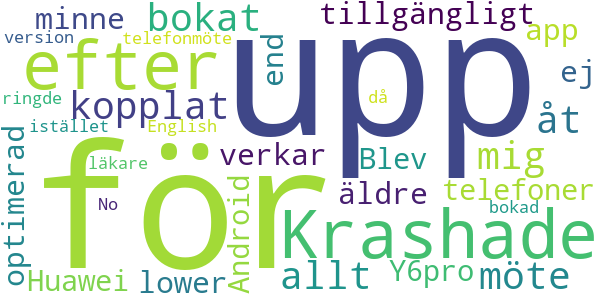 minne bokat tillgängligt
version telefonmöte end app
efter upp ej
ringde kopplat då åt
istället English
optimerad läkare för verkar Blev mig
No Android äldre telefoner
Krashade bokad
Huawei lower allt Y6pro möte